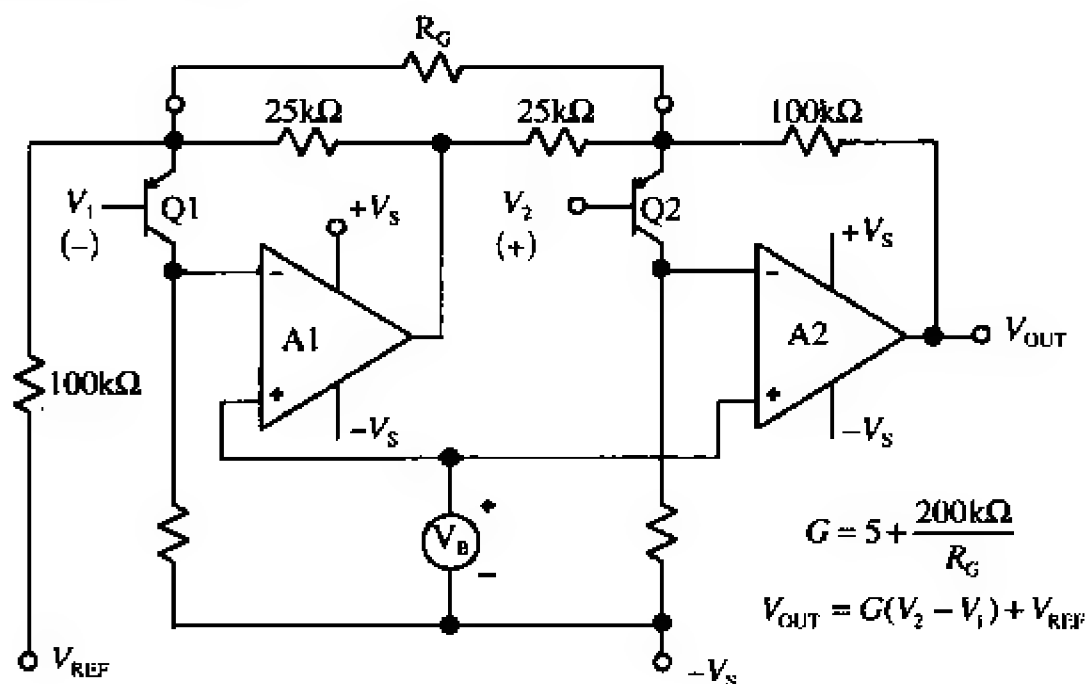 R_G
25kΩ 25kΩ 100kΩ
V_1 Q1 +V_S V_2 Q2 +V_S
(−) (+)
− −
A1 A2 V_OUT
100kΩ
+ +
−V_S −V_S
+
V_B
−
G = 5 + 200kΩ / R_G
V_OUT = G(V_2 − V_1) + V_REF
V_REF −V_S